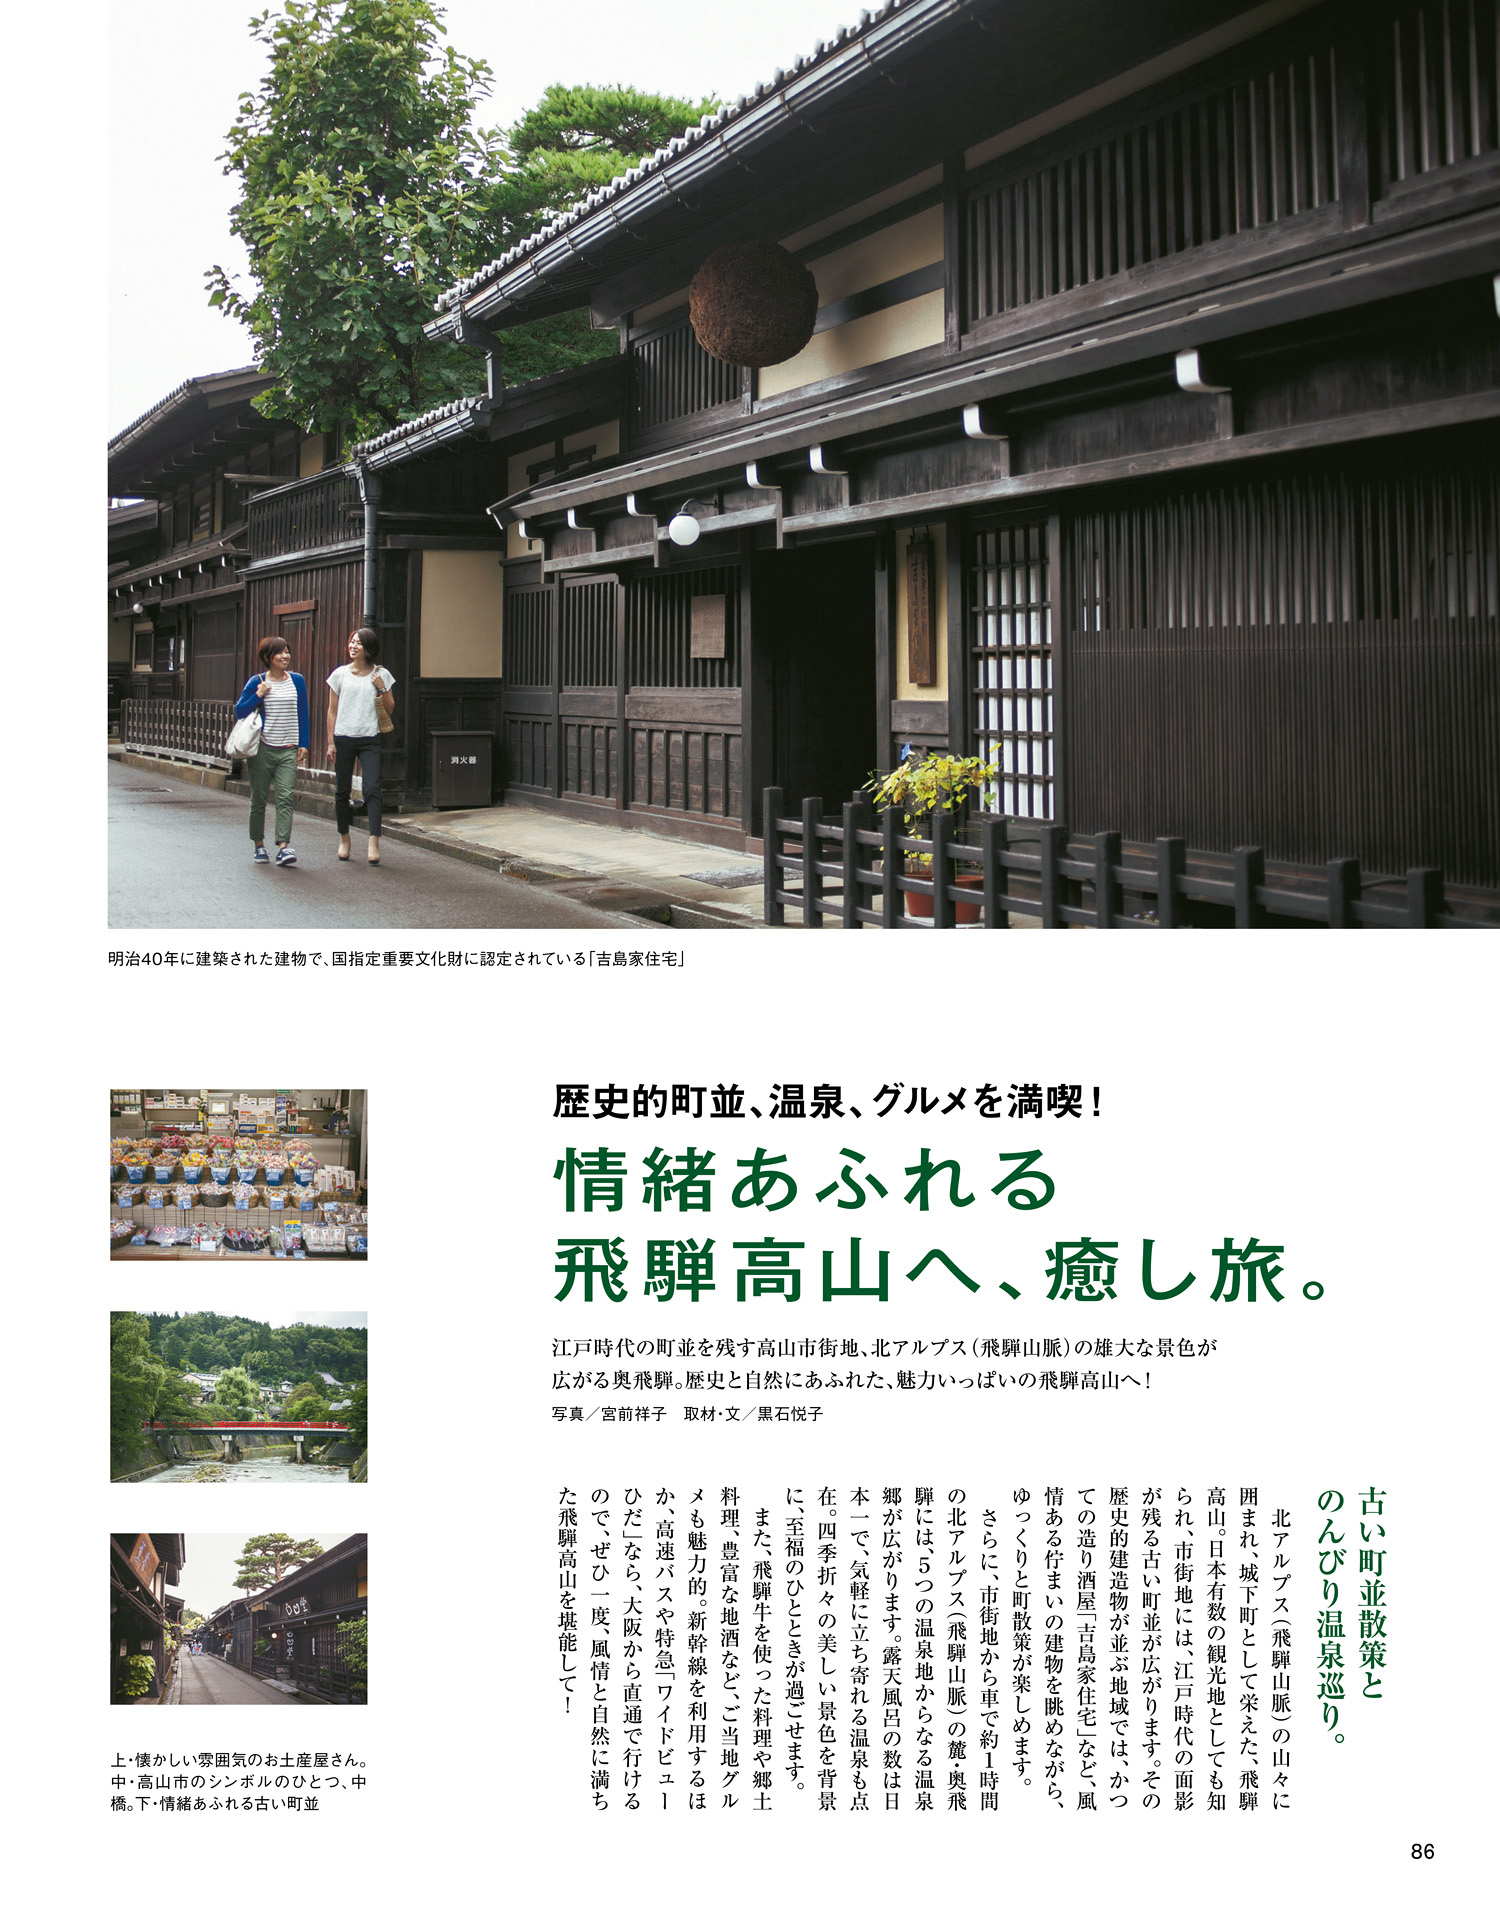 消火器
明治40年に建築された建物で、国指定重要文化財に認定されている「吉島家住宅」
歴史的町並、温泉、グルメを満喫！
情緒あふれる
飛騨高山へ、癒し旅。
江戸時代の町並を残す高山市街地、北アルプス（飛騨山脈）の雄大な景色が
広がる奥飛騨。歴史と自然にあふれた、魅力いっぱいの飛騨高山へ！
写真／宮前祥子　取材・文／黒石悦子
古い町並散策と
のんびり温泉巡り。
北アルプス（飛騨山脈）の山々に
囲まれ、城下町として栄えた、飛騨
高山。日本有数の観光地としても知
られ、市街地には、江戸時代の面影
が残る古い町並が広がります。その
歴史的建造物が並ぶ地域では、かつ
ての造り酒屋「吉島家住宅」など、風
情ある佇まいの建物を眺めながら、
ゆっくりと町散策が楽しめます。
さらに、市街地から車で約1時間
の北アルプス（飛騨山脈）の麓・奥飛
騨には、5つの温泉地からなる温泉
郷が広がります。露天風呂の数は日
本一で、気軽に立ち寄れる温泉も点
在。四季折々の美しい景色を背景
に、至福のひとときが過ごせます。
また、飛騨牛を使った料理や郷土
料理、豊富な地酒など、ご当地グル
メも魅力的。新幹線を利用するほ
か、高速バスや特急「ワイドビュー
ひだ」なら、大阪から直通で行ける
ので、ぜひ一度、風情と自然に満ち
た飛騨高山を堪能して！
上・懐かしい雰囲気のお土産屋さん。
中・高山市のシンボルのひとつ、中
橋。下・情緒あふれる古い町並
86